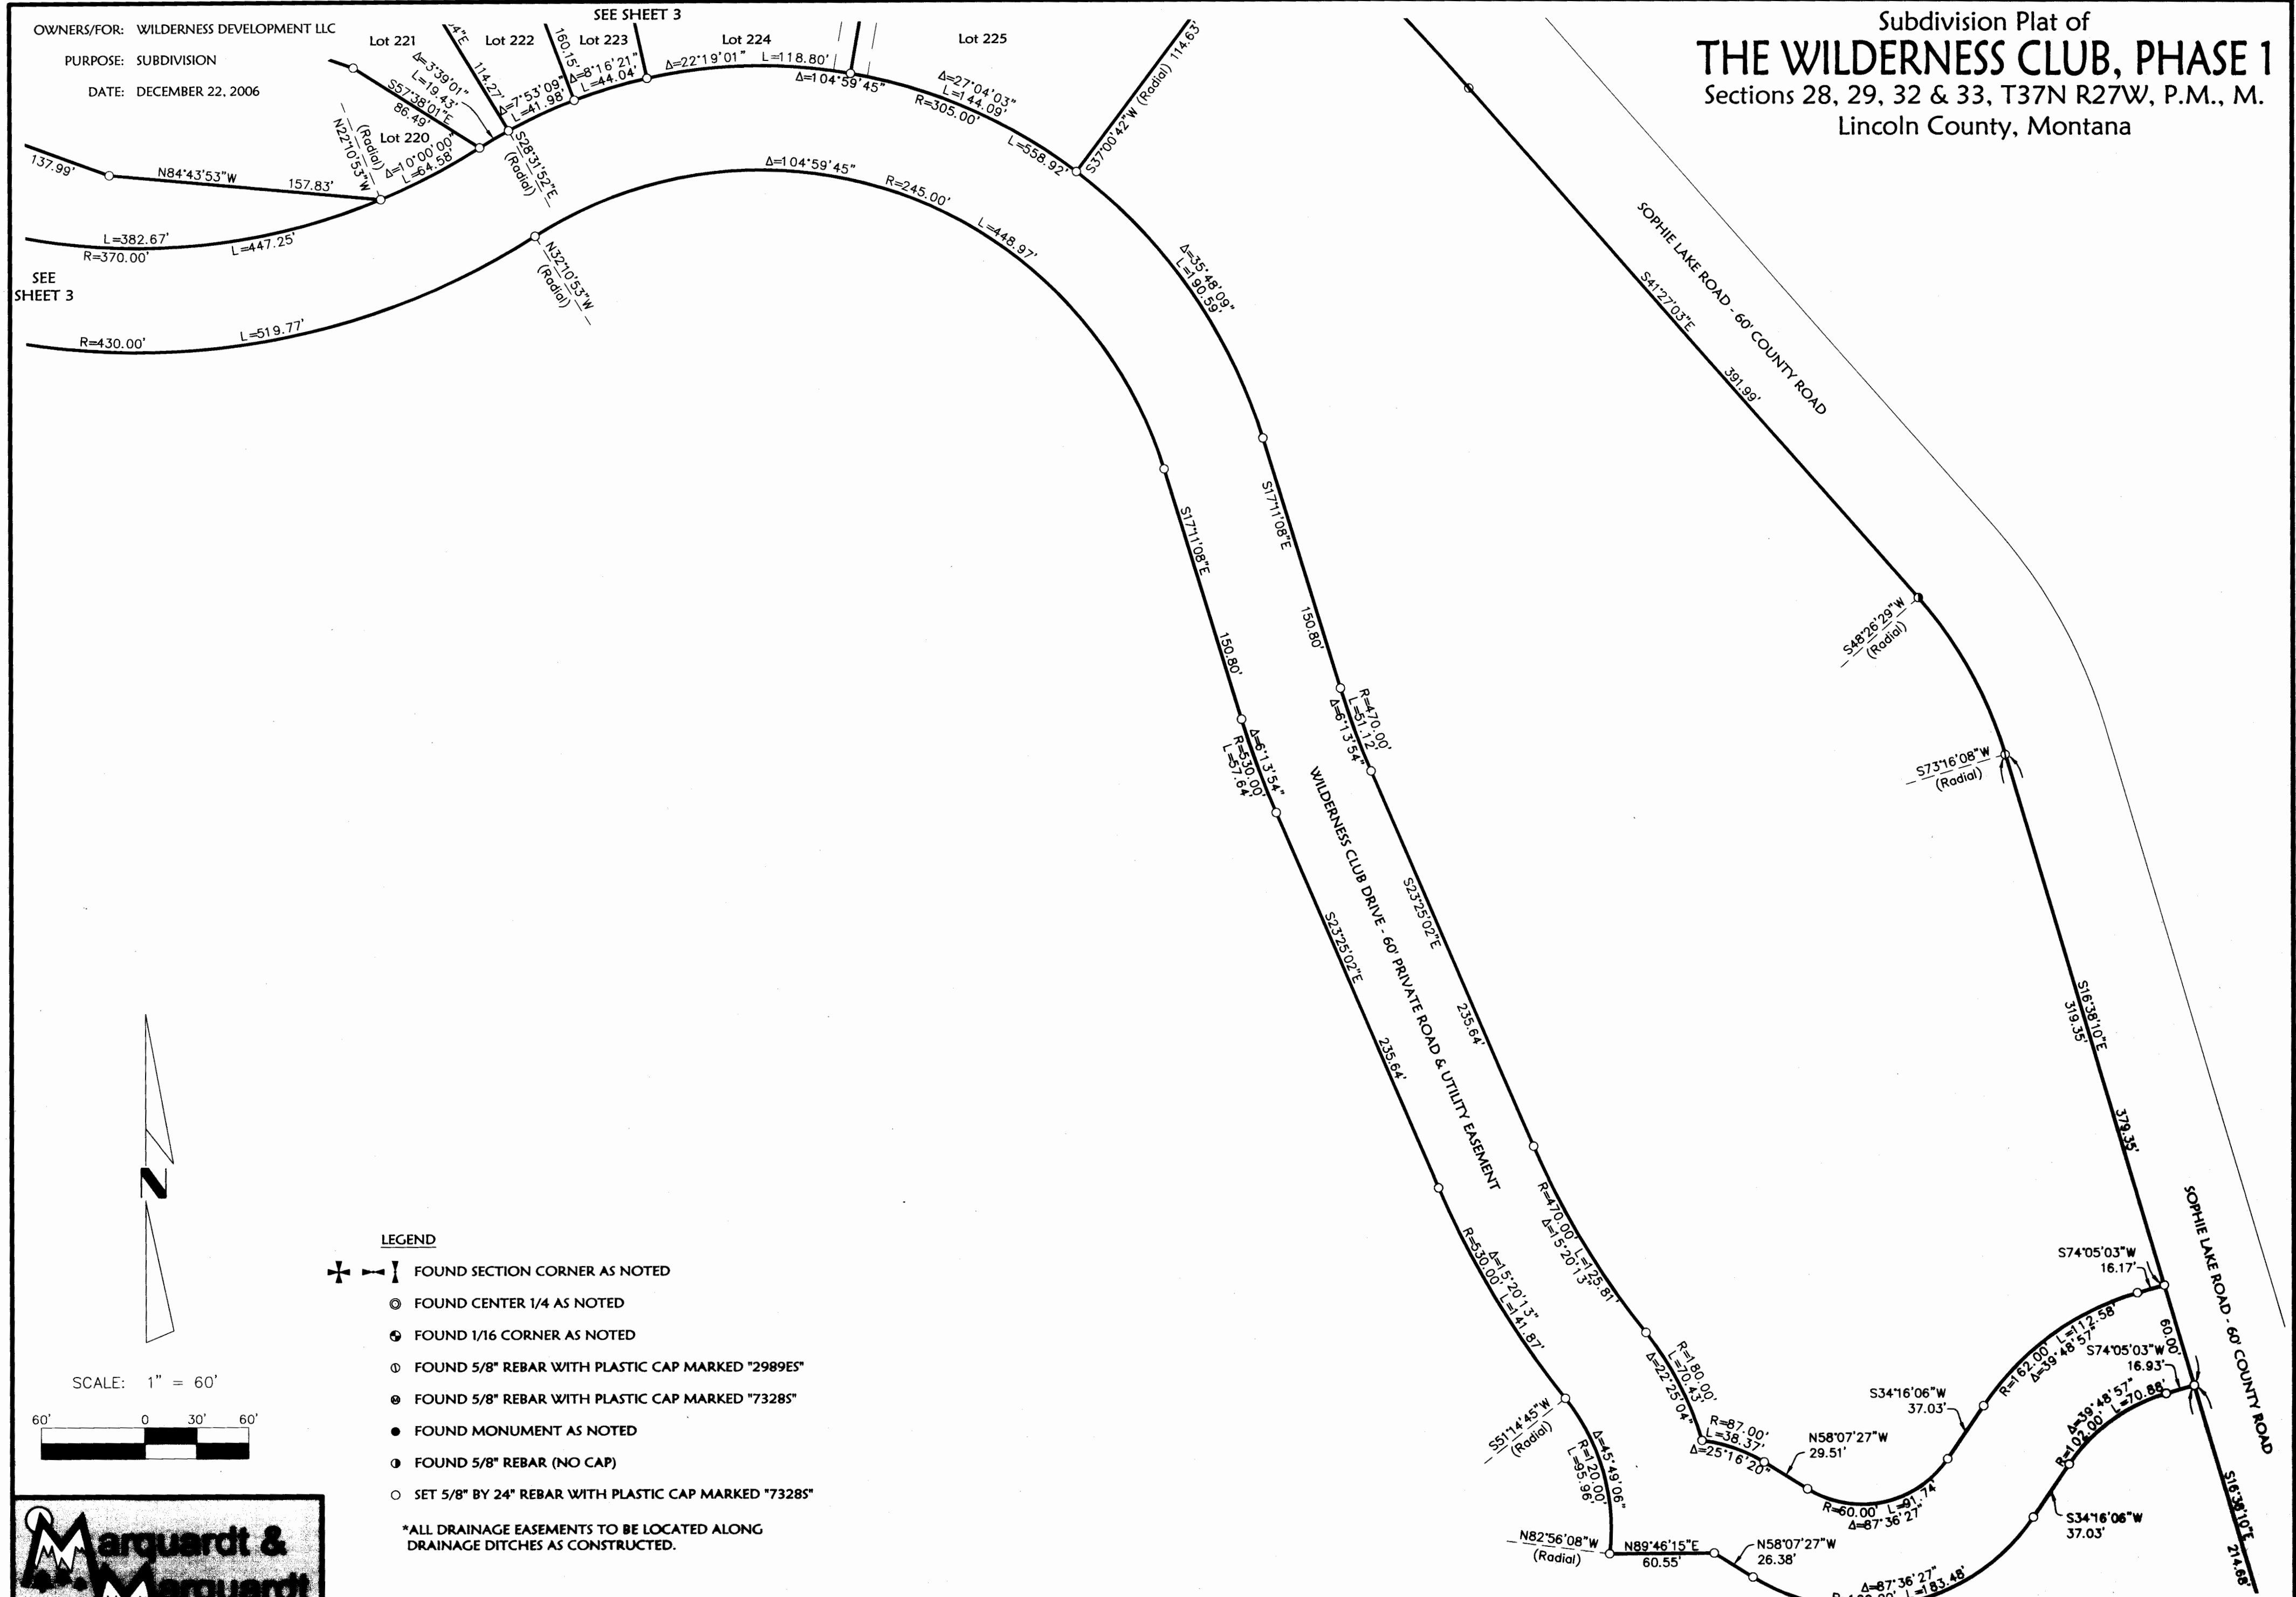 OWNERS/FOR: WILDERNESS DEVELOPMENT LLC
PURPOSE: SUBDIVISION
DATE: DECEMBER 22, 2006
SEE SHEET 3
Subdivision Plat of
THE WILDERNESS CLUB, PHASE 1
Sections 28, 29, 32 & 33, T37N R27W, P.M., M.
Lincoln County, Montana
Lot 221
Lot 222
Lot 223
Lot 224
Lot 225
Lot 220
4"E
114.27'
160.15'
Δ=3°39'01"
L=19.43'
S57°38'01"E
86.49'
Δ=7°53'09"
L=41.98'
Δ=8°16'21"
L=44.04'
Δ=22°19'01" L=118.80'
Δ=104°59'45"
Δ=27°04'03"
L=144.09'
R=305.00'
L=558.92'
S37°00'42"W (Radial) 114.63'
137.99'
N84°43'53"W
157.83'
N22°10'53"W
(Radial)
Δ=10°00'00"
L=64.58'
S28°31'52"E
(Radial)
Δ=104°59'45"
R=245.00'
L=448.97'
L=382.67'
R=370.00'
L=447.25'
SEE
SHEET 3
N32°10'53"W
(Radial)
R=430.00'
L=519.77'
Δ=35°48'09"
L=190.59'
SOPHIE LAKE ROAD - 60' COUNTY ROAD
S41°27'03"E
391.99'
S17°11'08"E
150.80'
S17°11'08"E
150.80'
S48°26'29"W
(Radial)
S73°16'08"W
(Radial)
R=470.00'
L=51.12'
Δ=6°13'54"
Δ=6°13'54"
R=530.00'
L=57.64'
WILDERNESS CLUB DRIVE - 60' PRIVATE ROAD & UTILITY EASEMENT
S23°25'02"E
235.64'
S23°25'02"E
235.64'
S16°38'10"E
319.35'
379.35'
SOPHIE LAKE ROAD - 60' COUNTY ROAD
R=470.00' L=125.81'
Δ=15°20'13"
Δ=15°20'13"
R=530.00' L=141.87'
S74°05'03"W
16.17'
60.00'
S74°05'03"W
16.93'
R=162.00' L=112.58'
Δ=39°48'57"
Δ=39°48'57"
R=102.00' L=70.88'
R=180.00'
L=70.43'
Δ=22°25'04"
S34°16'06"W
37.03'
R=87.00'
L=38.37'
Δ=25°16'20"
N58°07'27"W
29.51'
S51°14'45"W
(Radial)
Δ=45°49'06"
R=120.00'
L=95.96'
R=60.00' L=91.74'
Δ=87°36'27"
S34°16'06"W
37.03'
S16°38'10"E
214.68'
N82°56'08"W
(Radial)
N89°46'15"E
60.55'
N58°07'27"W
26.38'
Δ=87°36'27"
L=183.48'
N
SCALE: 1" = 60'
60' 0 30' 60'
LEGEND
FOUND SECTION CORNER AS NOTED
FOUND CENTER 1/4 AS NOTED
FOUND 1/16 CORNER AS NOTED
FOUND 5/8" REBAR WITH PLASTIC CAP MARKED "2989ES"
FOUND 5/8" REBAR WITH PLASTIC CAP MARKED "7328S"
FOUND MONUMENT AS NOTED
FOUND 5/8" REBAR (NO CAP)
SET 5/8" BY 24" REBAR WITH PLASTIC CAP MARKED "7328S"
*ALL DRAINAGE EASEMENTS TO BE LOCATED ALONG
DRAINAGE DITCHES AS CONSTRUCTED.
Marquardt &
Marquardt